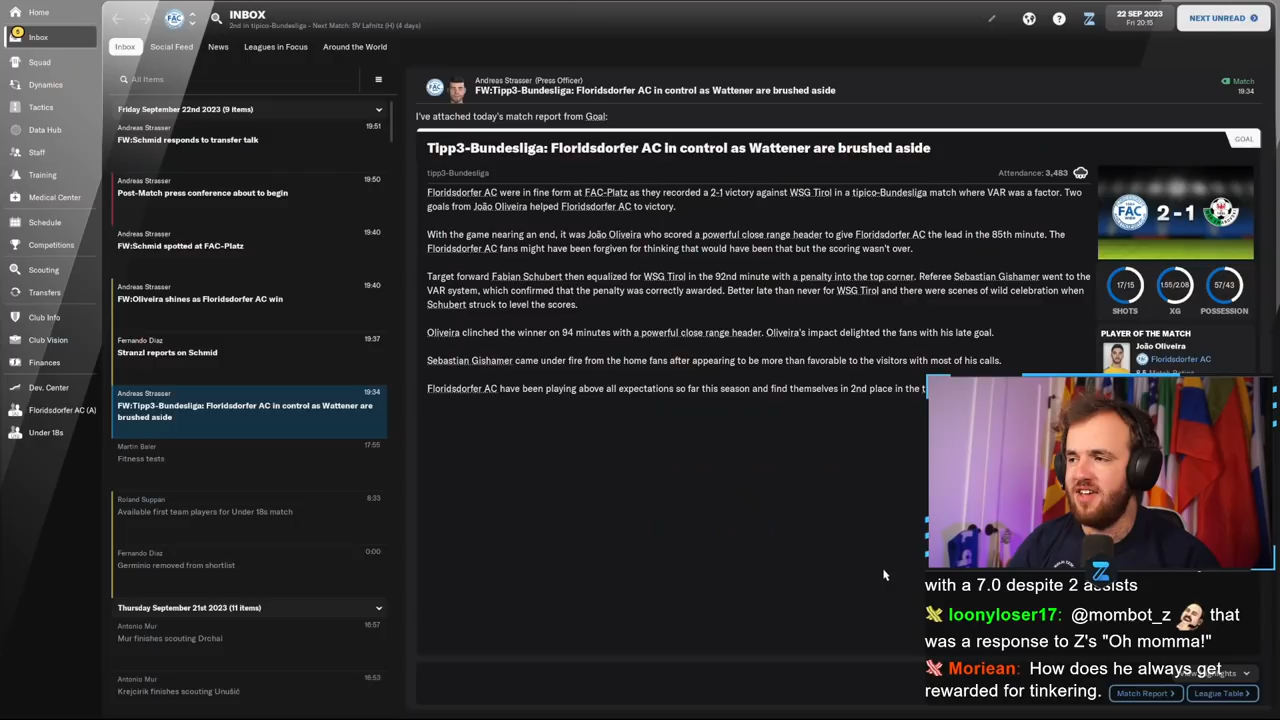 Home
INBOX
2nd in tipico-Bundesliga - Next Match: SV Lafnitz (H) (4 days)
22 SEP 2023
Fri 20:15
NEXT UNREAD
Inbox
Squad
Dynamics
Tactics
Data Hub
Staff
Training
Medical Center
Schedule
Competitions
Scouting
Transfers
Club Info
Club Vision
Finances
Dev. Center
Floridsdorfer AC (A)
Under 18s
Inbox
Social Feed
News
Leagues in Focus
Around the World
All Items
Friday September 22nd 2023 (9 items)
Andreas Strasser 19:51
FW:Schmid responds to transfer talk
Andreas Strasser 19:50
Post-Match press conference about to begin
Andreas Strasser 19:40
FW:Schmid spotted at FAC-Platz
Andreas Strasser 19:40
FW:Oliveira shines as Floridsdorfer AC win
Fernando Diaz 19:37
Stranzl reports on Schmid
Andreas Strasser 19:34
FW:Tipp3-Bundesliga: Floridsdorfer AC in control as Wattener are
brushed aside
Martin Baier 17:55
Fitness tests
Roland Suppan 8:33
Available first team players for Under 18s match
Fernando Diaz 0:00
Germinio removed from shortlist
Thursday September 21st 2023 (11 items)
Antonio Mur 16:57
Mur finishes scouting Drchal
Antonio Mur 16:53
Krejcirik finishes scouting Unušić
Andreas Strasser (Press Officer)
FW:Tipp3-Bundesliga: Floridsdorfer AC in control as Wattener are brushed aside
Match
19:34
I've attached today's match report from Goal:
GOAL
Tipp3-Bundesliga: Floridsdorfer AC in control as Wattener are brushed aside
tipp3-Bundesliga
Attendance: 3,483
Floridsdorfer AC were in fine form at FAC-Platz as they recorded a 2-1 victory against WSG Tirol in a tipico-Bundesliga match where VAR was a factor. Two
goals from João Oliveira helped Floridsdorfer AC to victory.
With the game nearing an end, it was João Oliveira who scored a powerful close range header to give Floridsdorfer AC the lead in the 85th minute. The
Floridsdorfer AC fans might have been forgiven for thinking that would have been that but the scoring wasn't over.
Target forward Fabian Schubert then equalized for WSG Tirol in the 92nd minute with a penalty into the top corner. Referee Sebastian Gishamer went to the
VAR system, which confirmed that the penalty was correctly awarded. Better late than never for WSG Tirol and there were scenes of wild celebration when
Schubert struck to level the scores.
Oliveira clinched the winner on 94 minutes with a powerful close range header. Oliveira's impact delighted the fans with his late goal.
Sebastian Gishamer came under fire from the home fans after appearing to be more than favorable to the visitors with most of his calls.
Floridsdorfer AC have been playing above all expectations so far this season and find themselves in 2nd place in the t
FAC
2-1
17/15
SHOTS
1.55/2.08
XG
57/43
POSSESSION
PLAYER OF THE MATCH
João Oliveira
Floridsdorfer AC
with a 7.0 despite 2 assists
loonyloser17: @mombot_z that
was a response to Z's "Oh momma!"
Moriean: How does he always get
rewarded for tinkering.
Match Report
League Table